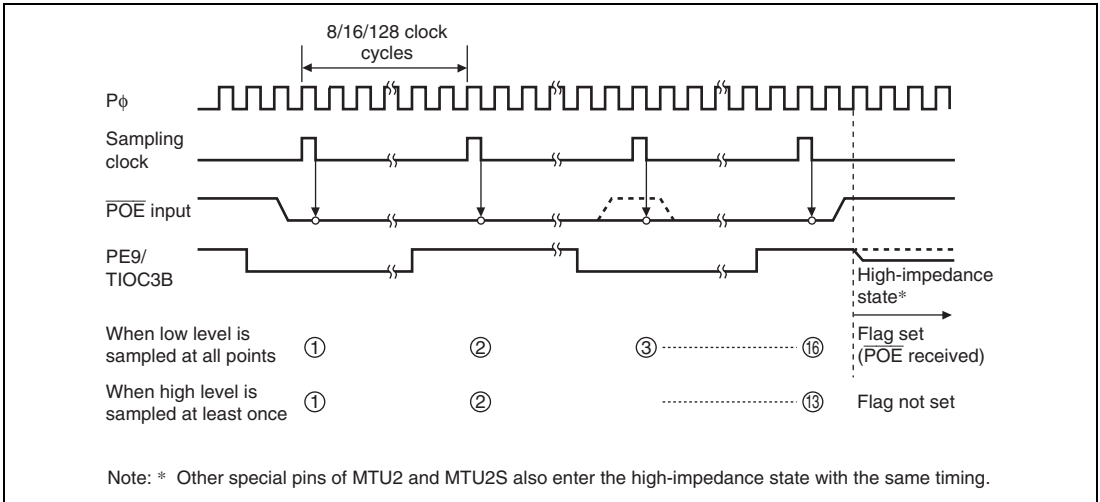 8/16/128 clock
cycles
Pϕ
Sampling
clock
POE input
PE9/
TIOC3B
High-impedance
state*
When low level is
sampled at all points
① ② ③ ⑯
Flag set
(POE received)
When high level is
sampled at least once
① ② ⑬
Flag not set
Note: * Other special pins of MTU2 and MTU2S also enter the high-impedance state with the same timing.